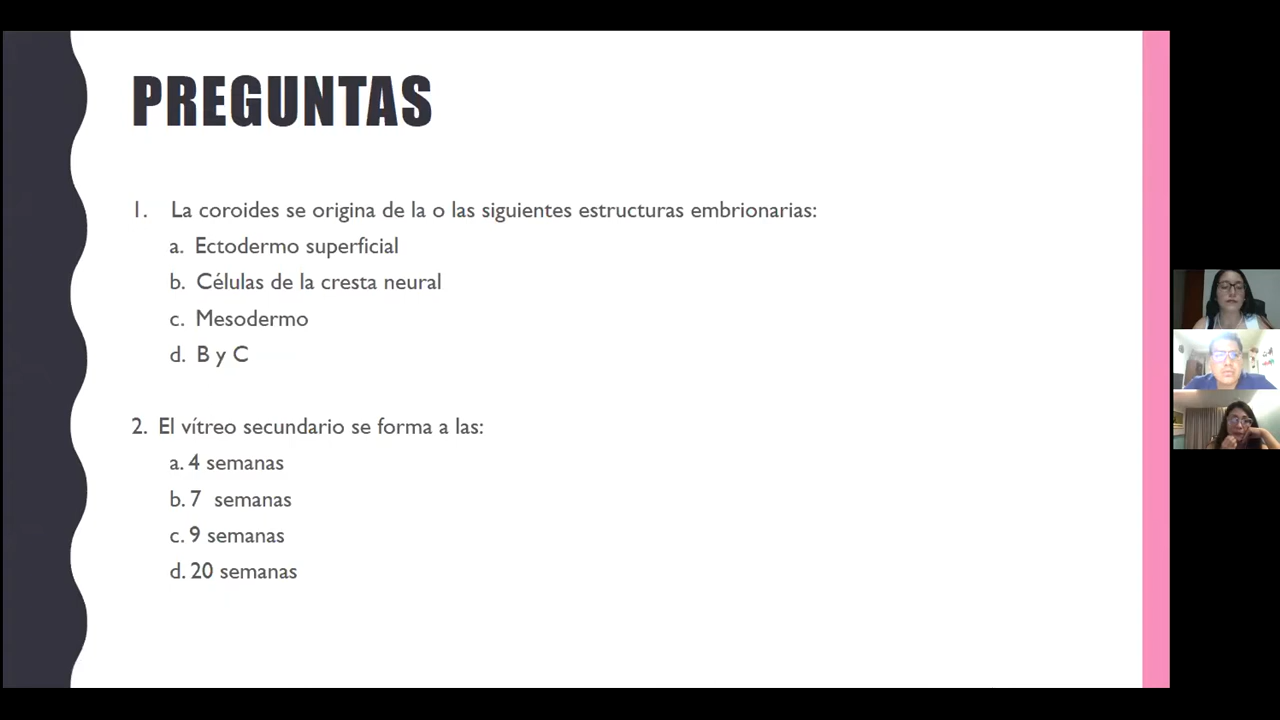 PREGUNTAS
1. La coroides se origina de la o las siguientes estructuras embrionarias:
a. Ectodermo superficial
b. Células de la cresta neural
c. Mesodermo
d. B y C
2. El vítreo secundario se forma a las:
a. 4 semanas
b. 7 semanas
c. 9 semanas
d. 20 semanas